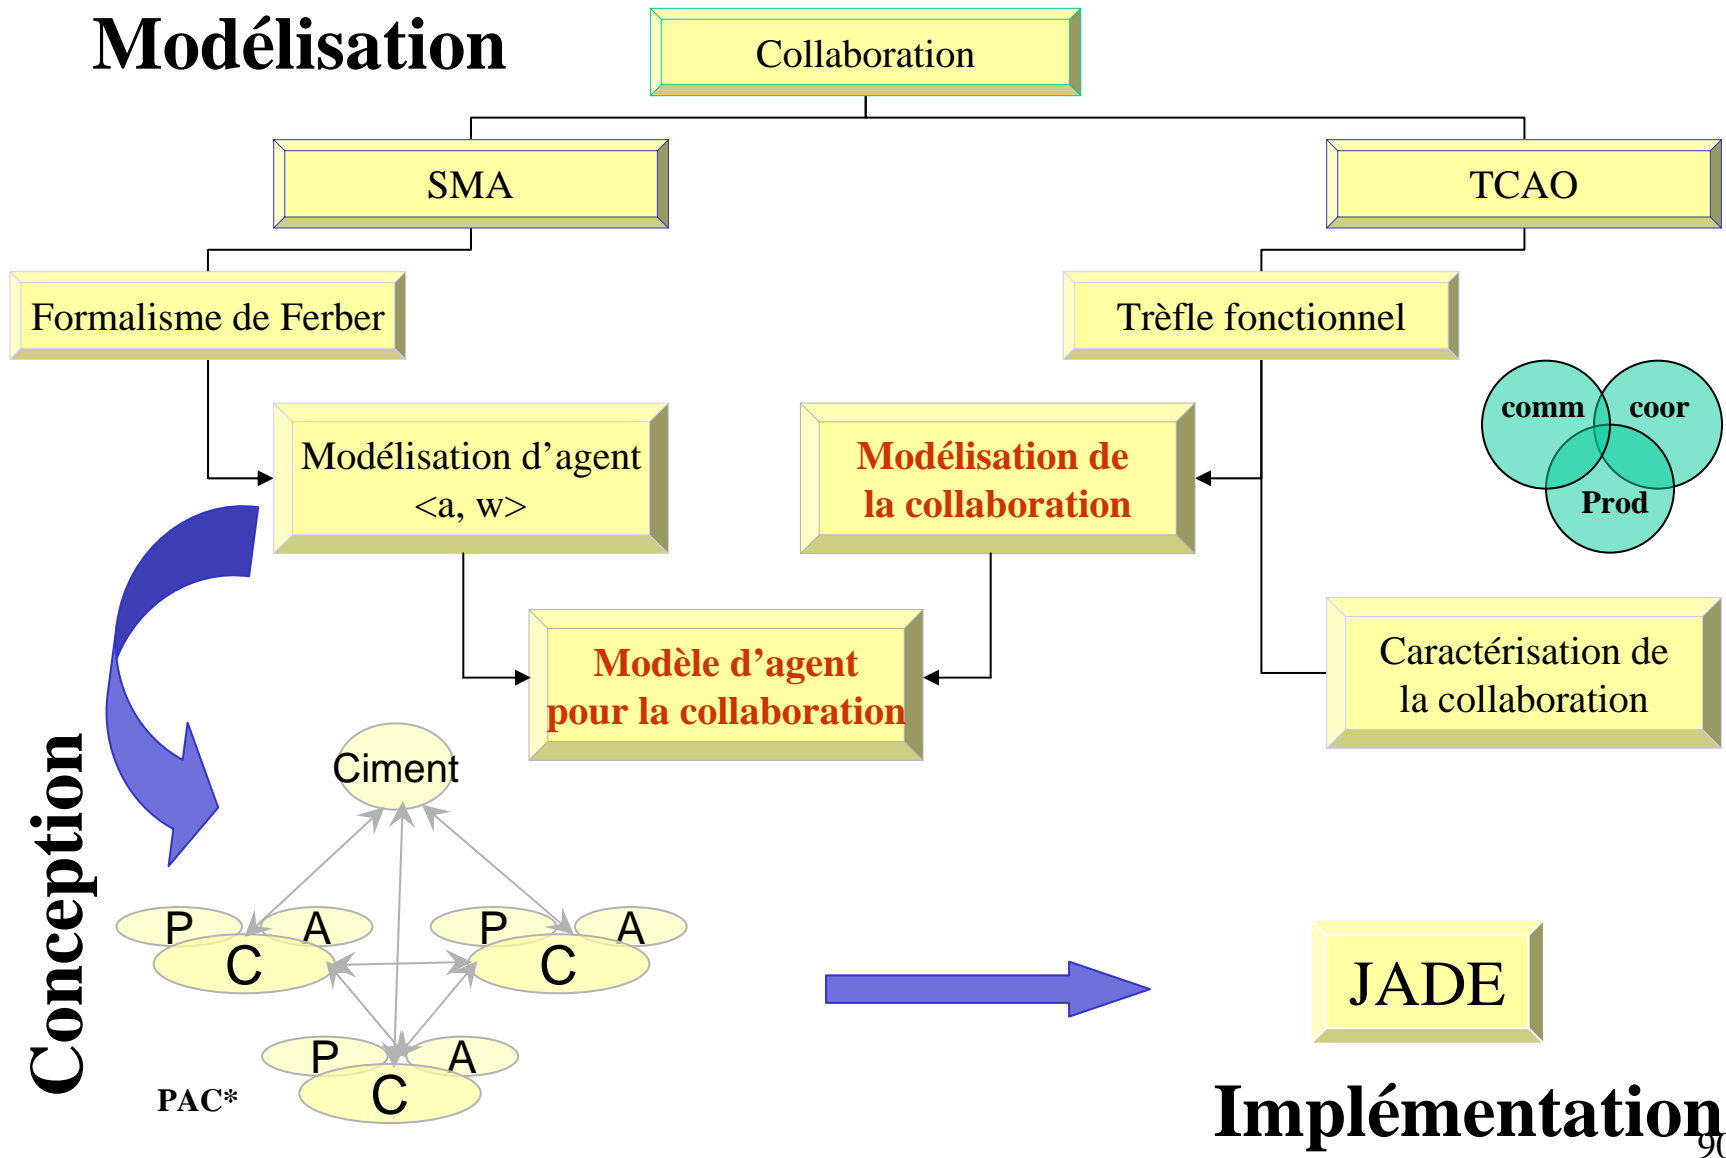 Modélisation
Collaboration
SMA
TCAO
Formalisme de Ferber
Trèfle fonctionnel
comm
coor
Prod
Modélisation d’agent
<a, w>
Modélisation de
la collaboration
Modèle d’agent
pour la collaboration
Caractérisation de
la collaboration
Conception
Ciment
P
A
C
P
A
C
P
A
C
PAC*
JADE
Implémentation
90